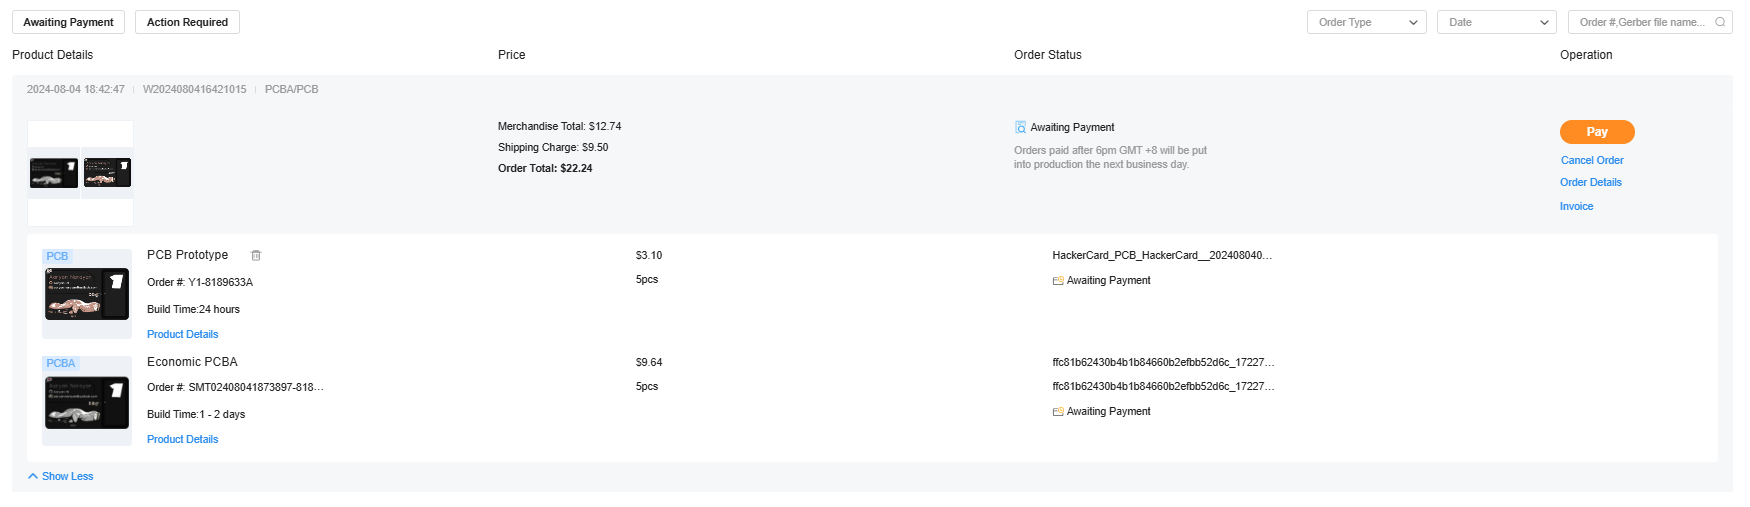 Awaiting Payment
Action Required
Order Type
Date
Order #,Gerber file name...
Product Details
Price
Order Status
Operation
2024-08-04 18:42:47
W2024080416421015
PCBA/PCB
Merchandise Total: $12.74
Shipping Charge: $9.50
Order Total: $22.24
Awaiting Payment
Orders paid after 6pm GMT +8 will be put
into production the next business day.
Pay
Cancel Order
Order Details
Invoice
PCB
PCB Prototype
Order #: Y1-8189633A
Build Time:24 hours
Product Details
$3.10
5pcs
HackerCard_PCB_HackerCard__202408040...
Awaiting Payment
PCBA
Economic PCBA
Order #: SMT02408041873897-818...
Build Time:1 - 2 days
Product Details
$9.64
5pcs
ffc81b62430b4b1b84660b2efbb52d6c_17227...
ffc81b62430b4b1b84660b2efbb52d6c_17227...
Awaiting Payment
Show Less